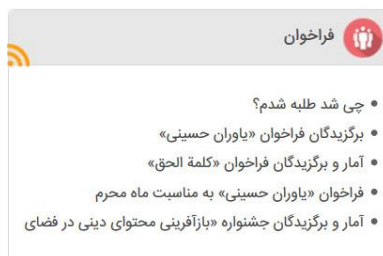 فراخوان
چی شد طلبه شدم؟
برگزیدگان فراخوان «یاوران حسینی»
آمار و برگزیدگان فراخوان «کلمة الحق»
فراخوان «یاوران حسینی» به مناسبت ماه محرم
آمار و برگزیدگان جشنواره «بازآفرینی محتوای دینی در فضای